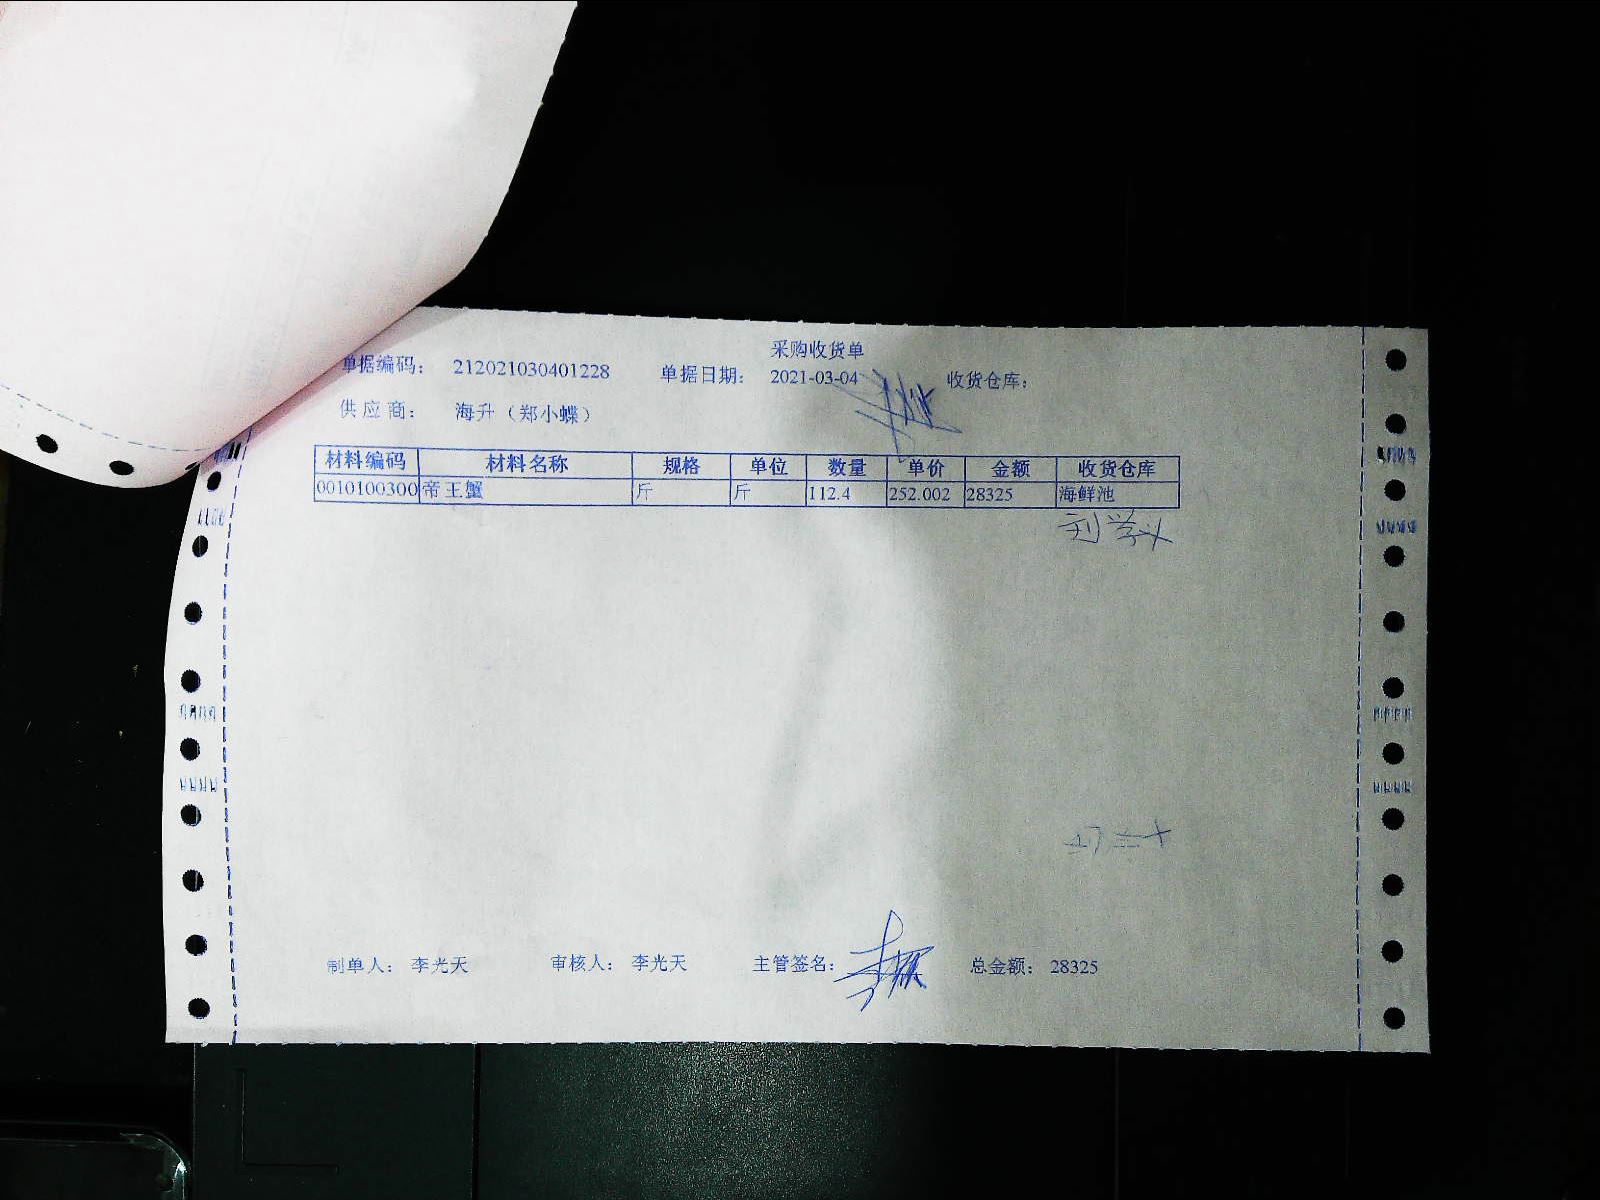 采购收货单
单据编码： 212021030401228 单据日期： 2021-03-04 收货仓库：
供应商： 海升（郑小蝶）
材料编码 材料名称 规格 单位 数量 单价 金额 收货仓库
0010100300 帝王蟹 斤 斤 112.4 252.002 28325 海鲜池
制单人： 李光天 审核人： 李光天 主管签名： 总金额： 28325